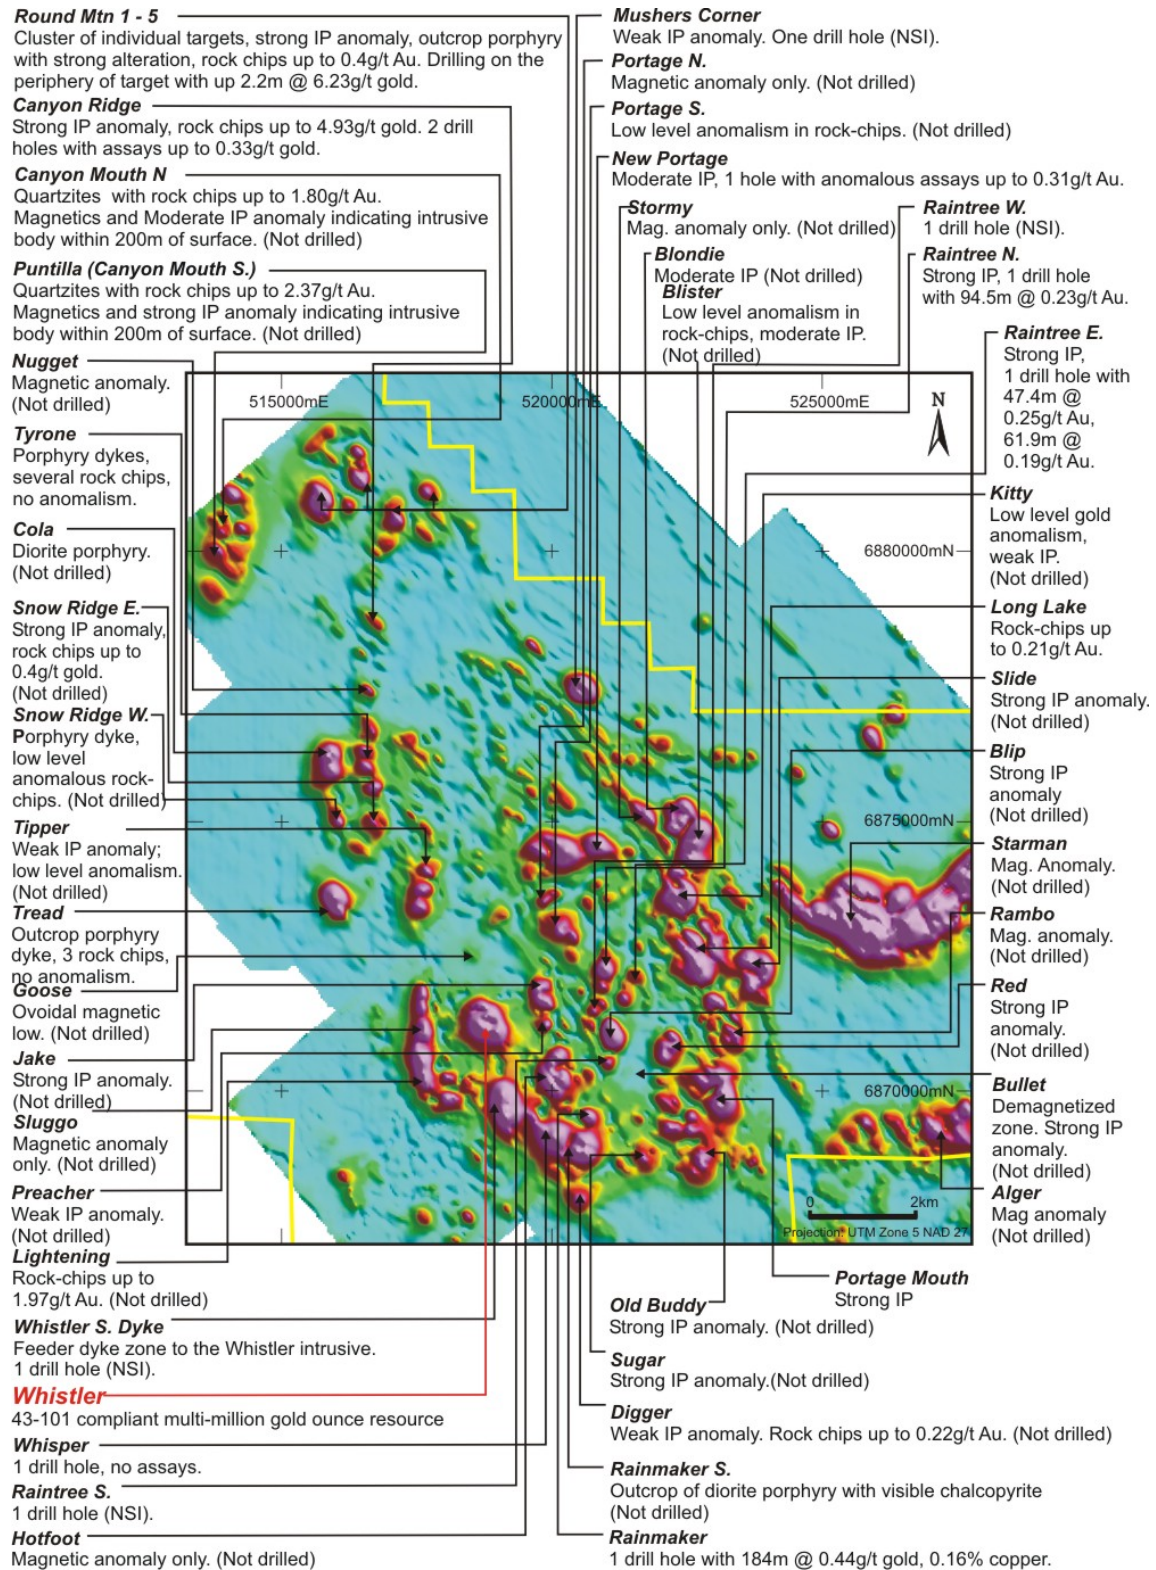 Round Mtn 1 - 5
Cluster of individual targets, strong IP anomaly, outcrop porphyry
with strong alteration, rock chips up to 0.4g/t Au. Drilling on the
periphery of target with up 2.2m @ 6.23g/t gold.
Canyon Ridge
Strong IP anomaly, rock chips up to 4.93g/t gold. 2 drill
holes with assays up to 0.33g/t gold.
Canyon Mouth N
Quartzites with rock chips up to 1.80g/t Au.
Magnetics and Moderate IP anomaly indicating intrusive
body within 200m of surface. (Not drilled)
Puntilla (Canyon Mouth S.)
Quartzites with rock chips up to 2.37g/t Au.
Magnetics and strong IP anomaly indicating intrusive
body within 200m of surface. (Not drilled)
Nugget
Magnetic anomaly.
(Not drilled)
Tyrone
Porphyry dykes,
several rock chips,
no anomalism.
Cola
Diorite porphyry.
(Not drilled)
Snow Ridge E.
Strong IP anomaly,
rock chips up to
0.4g/t gold.
(Not drilled)
Snow Ridge W.
Porphyry dyke,
low level
anomalous rock-
chips. (Not drilled)
Tipper
Weak IP anomaly;
low level anomalism.
(Not drilled)
Tread
Outcrop porphyry
dyke, 3 rock chips,
no anomalism.
Goose
Ovoidal magnetic
low. (Not drilled)
Jake
Strong IP anomaly.
(Not drilled)
Sluggo
Magnetic anomaly
only. (Not drilled)
Preacher
Weak IP anomaly.
(Not drilled)
Lightening
Rock-chips up to
1.97g/t Au. (Not drilled)
Whistler S. Dyke
Feeder dyke zone to the Whistler intrusive.
1 drill hole (NSI).
Whistler
43-101 compliant multi-million gold ounce resource
Whisper
1 drill hole, no assays.
Raintree S.
1 drill hole (NSI).
Hotfoot
Magnetic anomaly only. (Not drilled)
Mushers Corner
Weak IP anomaly. One drill hole (NSI).
Portage N.
Magnetic anomaly only. (Not drilled)
Portage S.
Low level anomalism in rock-chips. (Not drilled)
New Portage
Moderate IP, 1 hole with anomalous assays up to 0.31g/t Au.
Stormy
Mag. anomaly only. (Not drilled)
Blondie
Moderate IP (Not drilled)
Blister
Low level anomalism in
rock-chips, moderate IP.
(Not drilled)
Raintree W.
1 drill hole (NSI).
Raintree N.
Strong IP, 1 drill hole
with 94.5m @ 0.23g/t Au.
Raintree E.
Strong IP,
1 drill hole with
47.4m @
0.25g/t Au,
61.9m @
0.19g/t Au.
Kitty
Low level gold
anomalism,
weak IP.
(Not drilled)
Long Lake
Rock-chips up
to 0.21g/t Au.
Slide
Strong IP anomaly.
(Not drilled)
Blip
Strong IP
anomaly
(Not drilled)
Starman
Mag. Anomaly.
(Not drilled)
Rambo
Mag. anomaly.
(Not drilled)
Red
Strong IP
anomaly.
(Not drilled)
Bullet
Demagnetized
zone. Strong IP
anomaly.
(Not drilled)
Alger
Mag anomaly
(Not drilled)
Portage Mouth
Strong IP
Old Buddy
Strong IP anomaly. (Not drilled)
Sugar
Strong IP anomaly.(Not drilled)
Digger
Weak IP anomaly. Rock chips up to 0.22g/t Au. (Not drilled)
Rainmaker S.
Outcrop of diorite porphyry with visible chalcopyrite
(Not drilled)
Rainmaker
1 drill hole with 184m @ 0.44g/t gold, 0.16% copper.
515000mE
520000mE
525000mE
N
6880000mN
6875000mN
6870000mN
0 2km
Projection: UTM Zone 5 NAD 27